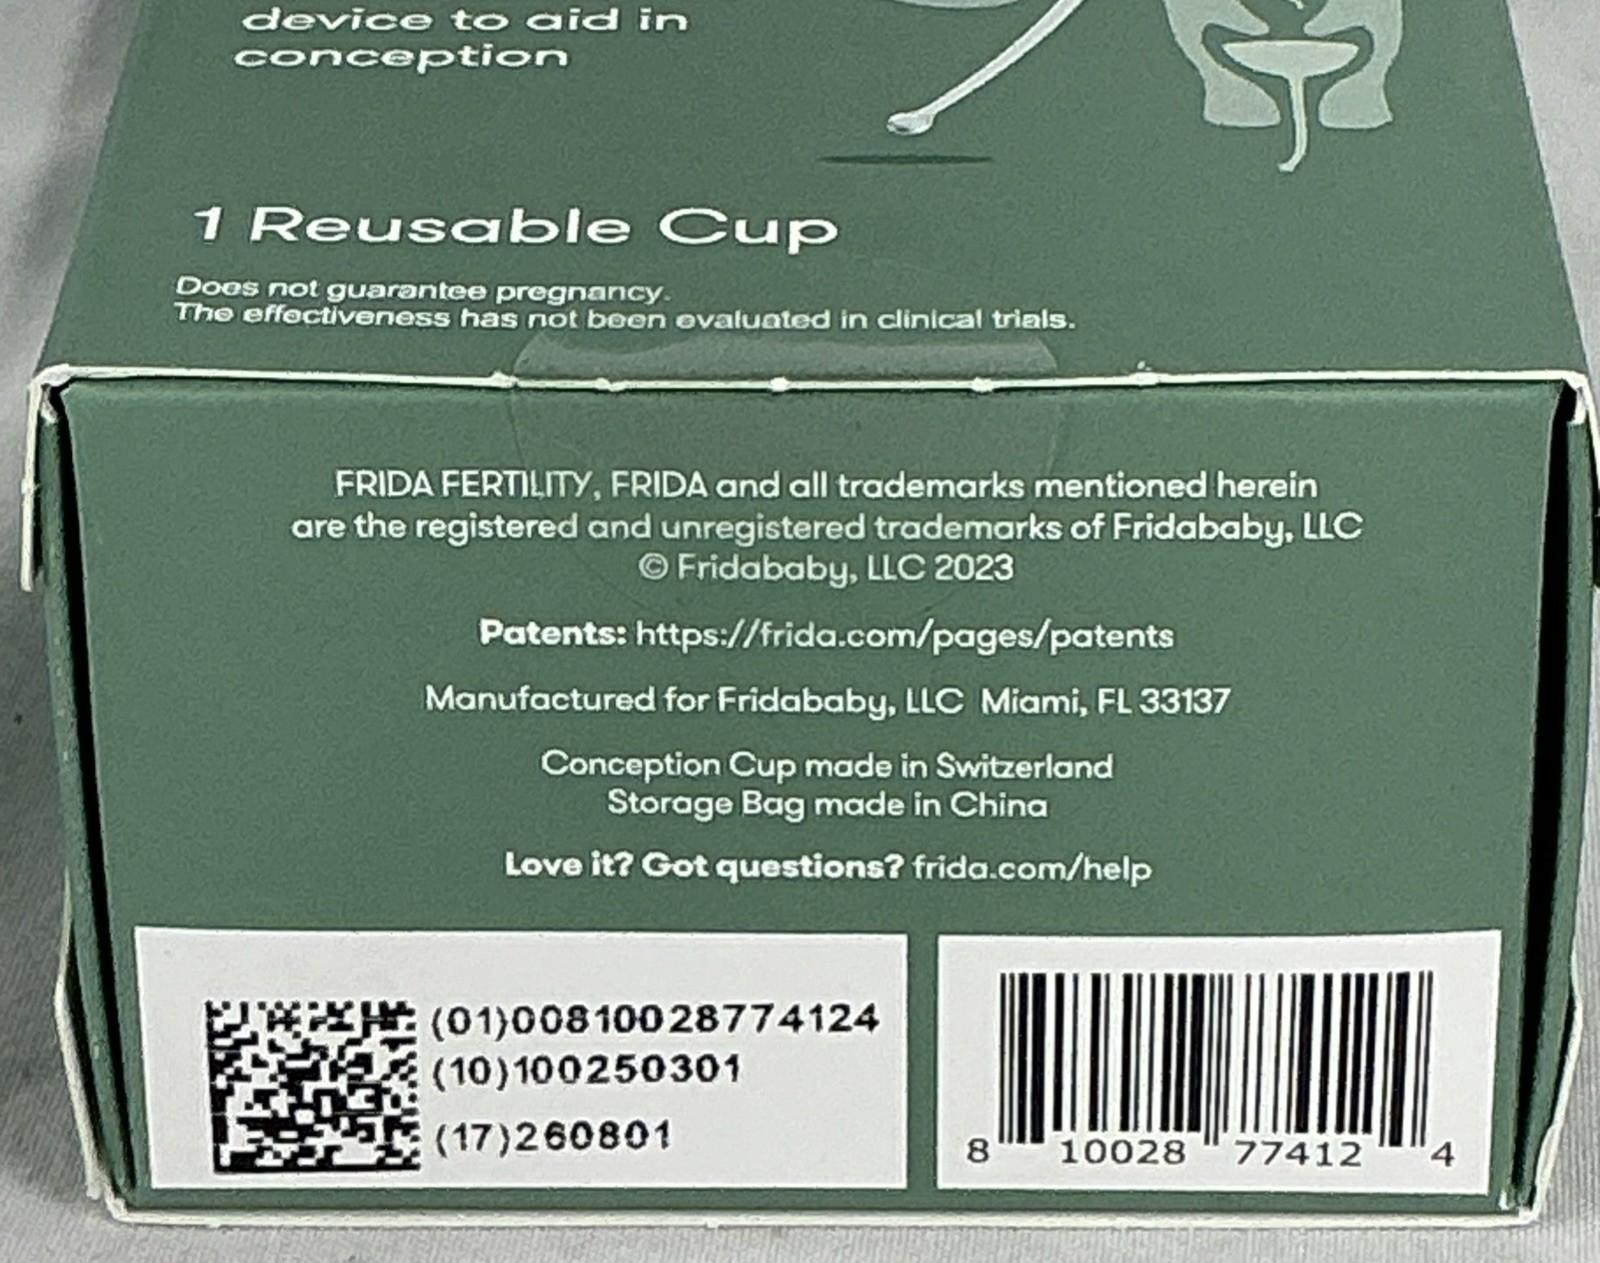 device to aid in
conception
1 Reusable Cup
Does not guarantee pregnancy.
The effectiveness has not been evaluated in clinical trials.
FRIDA FERTILITY, FRIDA and all trademarks mentioned herein
are the registered and unregistered trademarks of Fridababy, LLC
© Fridababy, LLC 2023
Patents: https://frida.com/pages/patents
Manufactured for Fridababy, LLC Miami, FL 33137
Conception Cup made in Switzerland
Storage Bag made in China
Love it? Got questions? frida.com/help
(01)00810028774124
(10)100250301
(17)260801
8 10028 77412 4